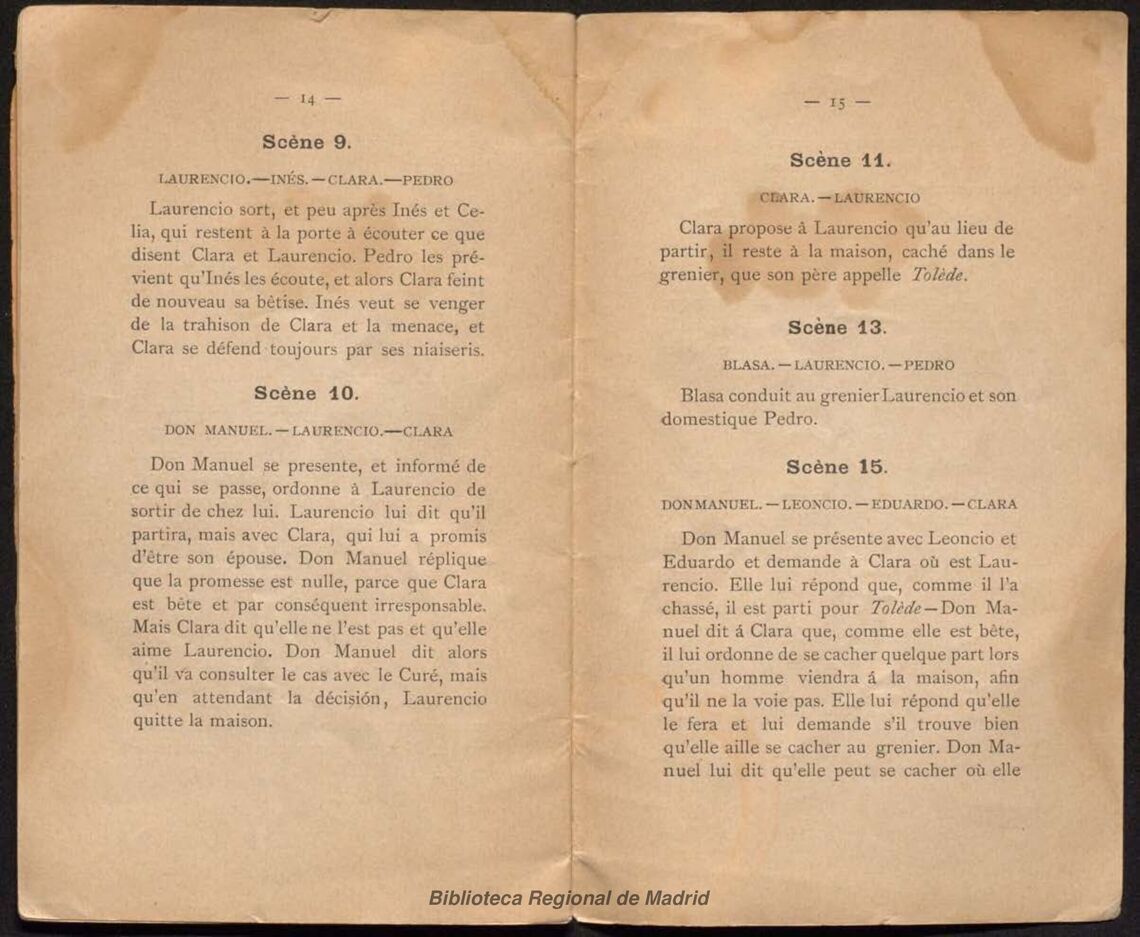 — 14 —
Scène 9.
LAURENCIO.—INÉS.—CLARA.—PEDRO
Laurencio sort, et peu après Inés et Ce-
lia, qui restent à la porte à écouter ce que
disent Clara et Laurencio. Pedro les pré-
vient qu'Inés les écoute, et alors Clara feint
de nouveau sa bêtise. Inés veut se venger
de la trahison de Clara et la menace, et
Clara se défend toujours par ses niaiseris.
Scène 10.
DON MANUEL.—LAURENCIO.—CLARA
Don Manuel se presente, et informé de
ce qui se passe, ordonne à Laurencio de
sortir de chez lui. Laurencio lui dit qu'il
partira, mais avec Clara, qui lui a promis
d'être son épouse. Don Manuel réplique
que la promesse est nulle, parce que Clara
est bête et par conséquent irresponsable.
Mais Clara dit qu'elle ne l'est pas et qu'elle
aime Laurencio. Don Manuel dit alors
qu'il va consulter le cas avec le Curé, mais
qu'en attendant la décisión, Laurencio
quitte la maison.
— 15 —
Scène 11.
CLARA.—LAURENCIO
Clara propose à Laurencio qu'au lieu de
partir, il reste à la maison, caché dans le
grenier, que son père appelle Tolède.
Scène 13.
BLASA.—LAURENCIO.—PEDRO
Blasa conduit au grenier Laurencio et son
domestique Pedro.
Scène 15.
DON MANUEL.—LEONCIO.—EDUARDO.—CLARA
Don Manuel se présente avec Leoncio et
Eduardo et demande à Clara où est Lau-
rencio. Elle lui répond que, comme il l'a
chassé, il est parti pour Tolède—Don Ma-
nuel dit á Clara que, comme elle est bête,
il lui ordonne de se cacher quelque part lors
qu'un homme viendra á la maison, afin
qu'il ne la voie pas. Elle lui répond qu'elle
le fera et lui demande s'il trouve bien
qu'elle aille se cacher au grenier. Don Ma-
nuel lui dit qu'elle peut se cacher où elle
Biblioteca Regional de Madrid